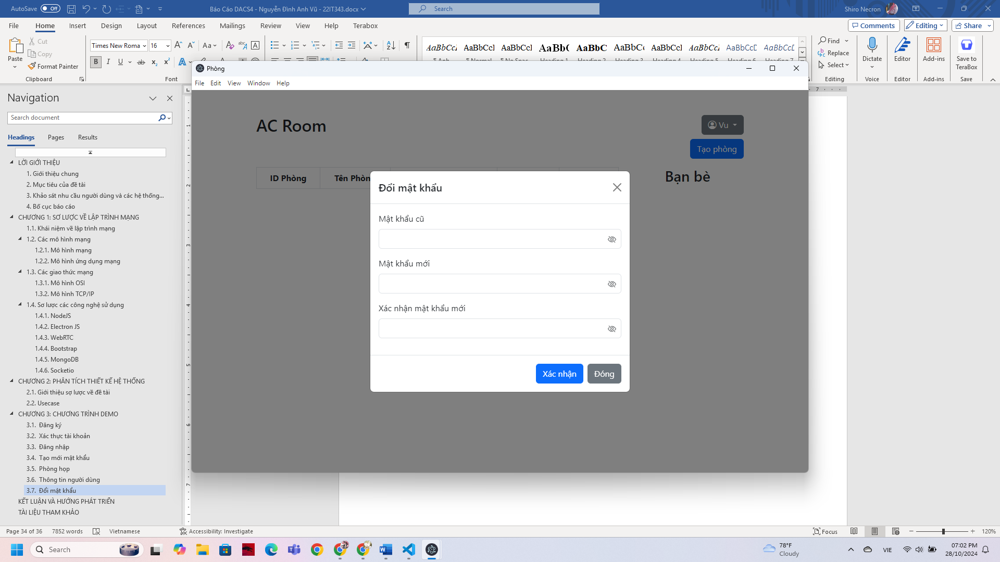 AutoSave Off
Báo Cáo DACS4 - Nguyễn Đình Anh Vũ - 22IT343.docx
Search
Shiro Necron
File Home Insert Design Layout References Mailings Review View Help Terabox
Comments Editing Share
Paste
Cut
Copy
Format Painter
Clipboard
Times New Roma 16
Font
AaBbCcI AaBbCcI AaBbCcI AaBb( AaBbC AaBbC( AaBbCcI AaBbCcI AaBbCcD AaBbCcD
Find
Replace
Select
Editing
Dictate
Voice
Editor
Editor
Add-ins
Add-ins
Save to
TeraBox
Save
Navigation
Search document
Headings Pages Results
LỜI GIỚI THIỆU
1. Giới thiệu chung
2. Mục tiêu của đề tài
3. Khảo sát nhu cầu người dùng và các hệ thống...
4. Bố cục báo cáo
CHƯƠNG 1: SƠ LƯỢC VỀ LẬP TRÌNH MẠNG
1.1. Khái niệm về lập trình mạng
1.2. Các mô hình mạng
1.2.1. Mô hình mạng
1.2.2. Mô hình ứng dụng mạng
1.3. Các giao thức mạng
1.3.1. Mô hình OSI
1.3.2. Mô hình TCP/IP
1.4. Sơ lược các công nghệ sử dụng
1.4.1. NodeJS
1.4.2. Electron JS
1.4.3. WebRTC
1.4.4. Bootstrap
1.4.5. MongoDB
1.4.6. Socketio
CHƯƠNG 2: PHÂN TÍCH THIẾT KẾ HỆ THỐNG
2.1. Giới thiệu sợ lược về đề tài
2.2. Usecase
CHƯƠNG 3: CHƯƠNG TRÌNH DEMO
3.1. Đăng ký
3.2. Xác thực tài khoản
3.3. Đăng nhập
3.4. Tạo mới mật khẩu
3.5. Phòng họp
3.6. Thông tin người dùng
3.7. Đổi mật khẩu
KẾT LUẬN VÀ HƯỚNG PHÁT TRIỂN
TÀI LIỆU THAM KHẢO
Phòng
File Edit View Window Help
AC Room
Vu
Tạo phòng
ID Phòng Tên Phòn
Bạn bè
Đổi mật khẩu
Mật khẩu cũ
Mật khẩu mới
Xác nhận mật khẩu mới
Xác nhận Đóng
Page 34 of 36 7852 words Vietnamese Accessibility: Investigate
Focus 120%
Search
78°F
Cloudy
VIE
07:02 PM
28/10/2024